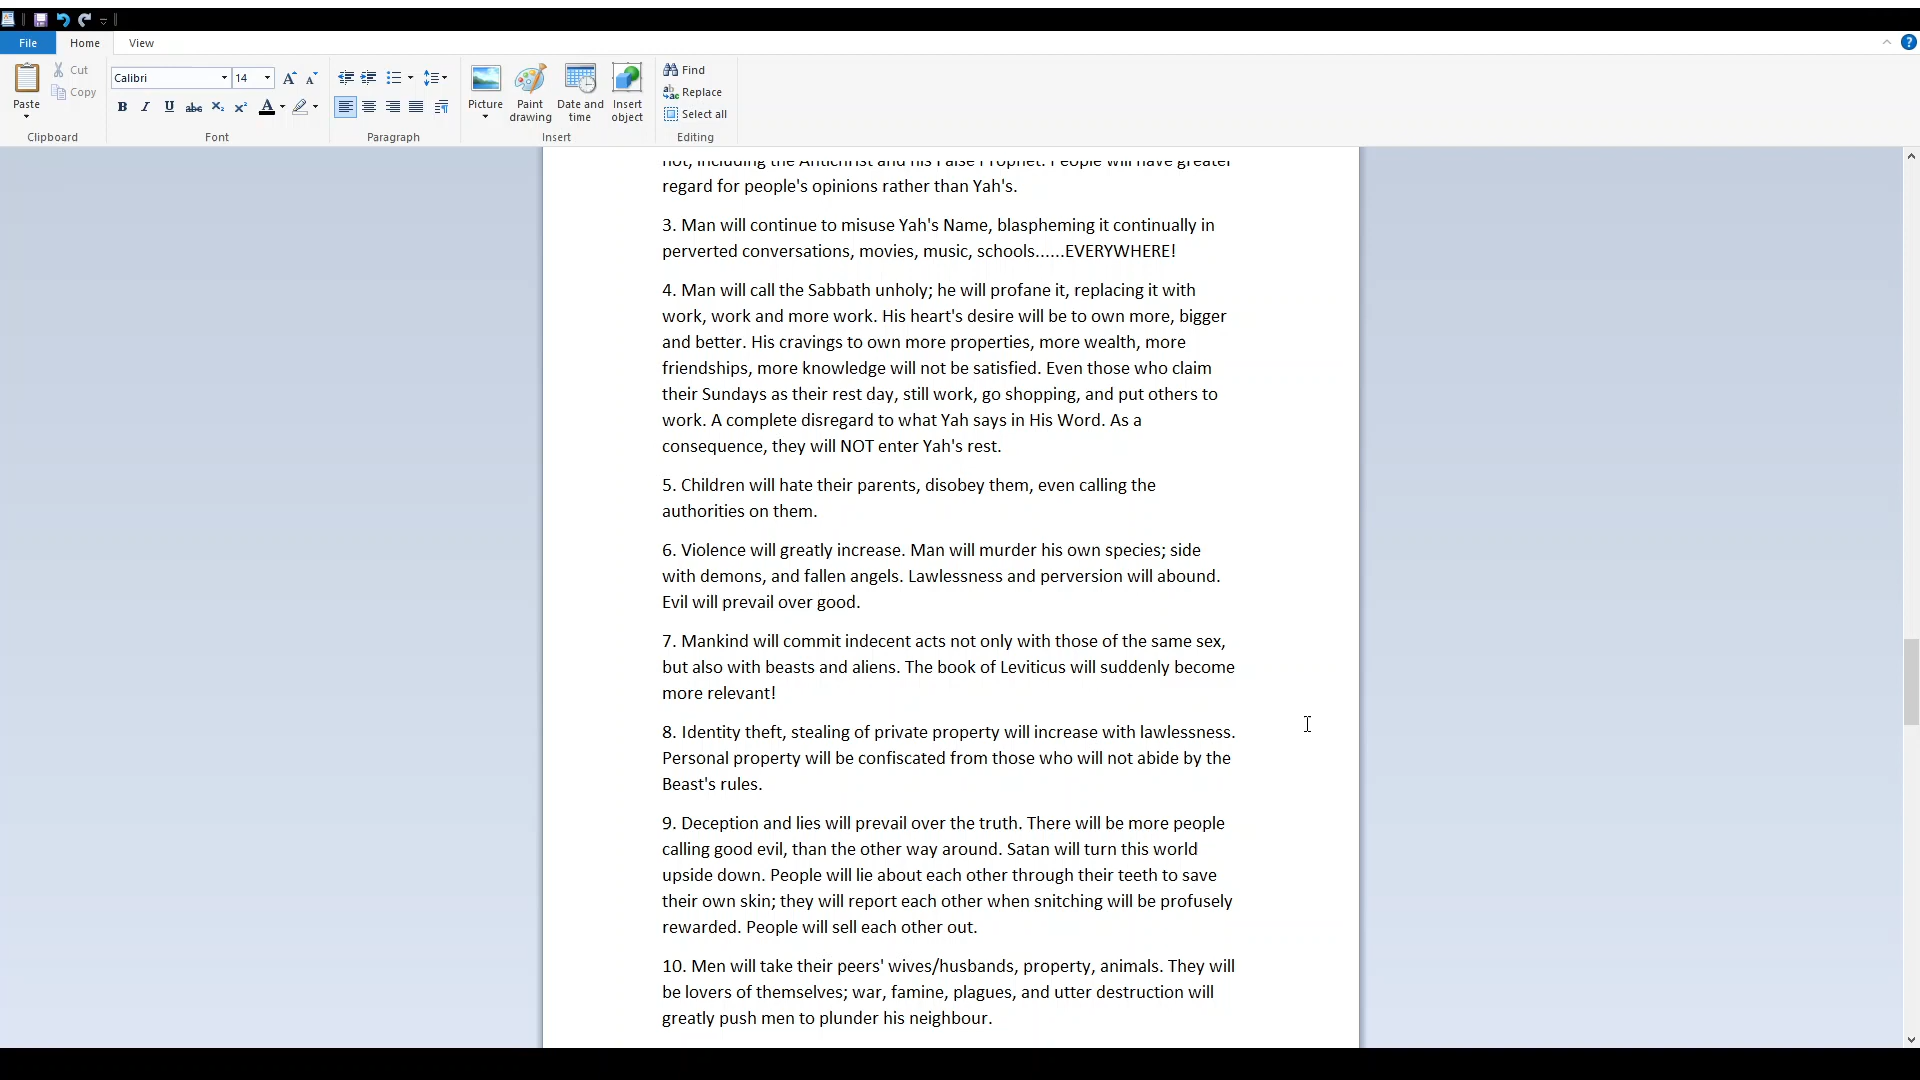 File
Home
View
Paste
Cut
Copy
Clipboard
Calibri
14
B I U abc X₂ X²
A
Font
Paragraph
Picture
Paint drawing
Date and time
Insert object
Insert
Find
Replace
Select all
Editing
not, including the Antichrist and his False Prophet. People will have greater
regard for people's opinions rather than Yah's.
3. Man will continue to misuse Yah's Name, blaspheming it continually in
perverted conversations, movies, music, schools......EVERYWHERE!
4. Man will call the Sabbath unholy; he will profane it, replacing it with
work, work and more work. His heart's desire will be to own more, bigger
and better. His cravings to own more properties, more wealth, more
friendships, more knowledge will not be satisfied. Even those who claim
their Sundays as their rest day, still work, go shopping, and put others to
work. A complete disregard to what Yah says in His Word. As a
consequence, they will NOT enter Yah's rest.
5. Children will hate their parents, disobey them, even calling the
authorities on them.
6. Violence will greatly increase. Man will murder his own species; side
with demons, and fallen angels. Lawlessness and perversion will abound.
Evil will prevail over good.
7. Mankind will commit indecent acts not only with those of the same sex,
but also with beasts and aliens. The book of Leviticus will suddenly become
more relevant!
8. Identity theft, stealing of private property will increase with lawlessness.
Personal property will be confiscated from those who will not abide by the
Beast's rules.
9. Deception and lies will prevail over the truth. There will be more people
calling good evil, than the other way around. Satan will turn this world
upside down. People will lie about each other through their teeth to save
their own skin; they will report each other when snitching will be profusely
rewarded. People will sell each other out.
10. Men will take their peers' wives/husbands, property, animals. They will
be lovers of themselves; war, famine, plagues, and utter destruction will
greatly push men to plunder his neighbour.